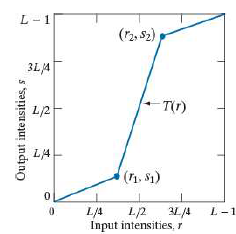 L − 1
(r2, s2)
3L/4
L/2
T(r)
L/4
(r1, s1)
0
0 L/4 L/2 3L/4 L − 1
Input intensities, r
Output intensities, s